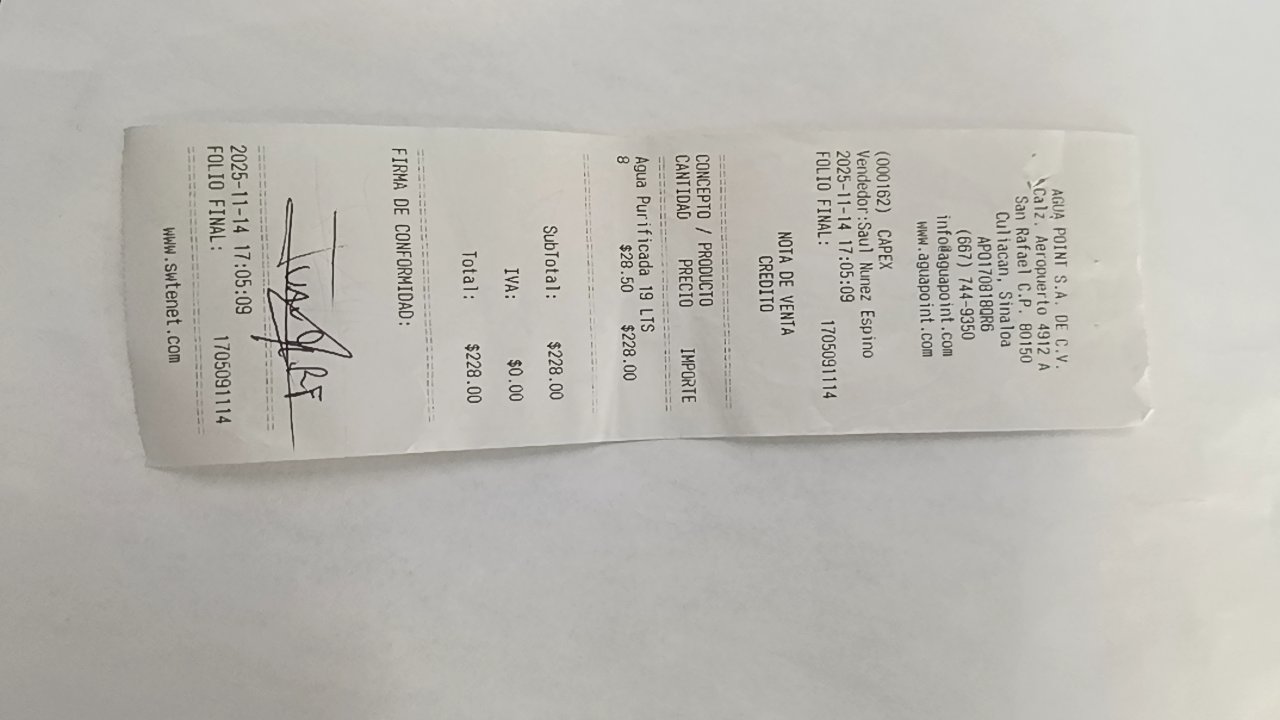 AGUA POINT S.A. DE C.V.
Calz. Aeropuerto 4912 A
San Rafael C.P. 80150
Culiacan, Sinaloa
APO170818QR6
(667) 744-9350
info@aguapoint.com
www.aguapoint.com
(000162) CAPEX
Vendedor:Saul Nunez Espino
2025-11-14 17:05:09
FOLIO FINAL: 1705091114
NOTA DE VENTA
CREDITO
CONCEPTO / PRODUCTO
CANTIDAD PRECIO IMPORTE
Agua Purificada 19 LTS
8 $28.50 $228.00
SubTotal: $228.00
IVA: $0.00
Total: $228.00
FIRMA DE CONFORMIDAD:
2025-11-14 17:05:09
FOLIO FINAL: 1705091114
www.swtenet.com